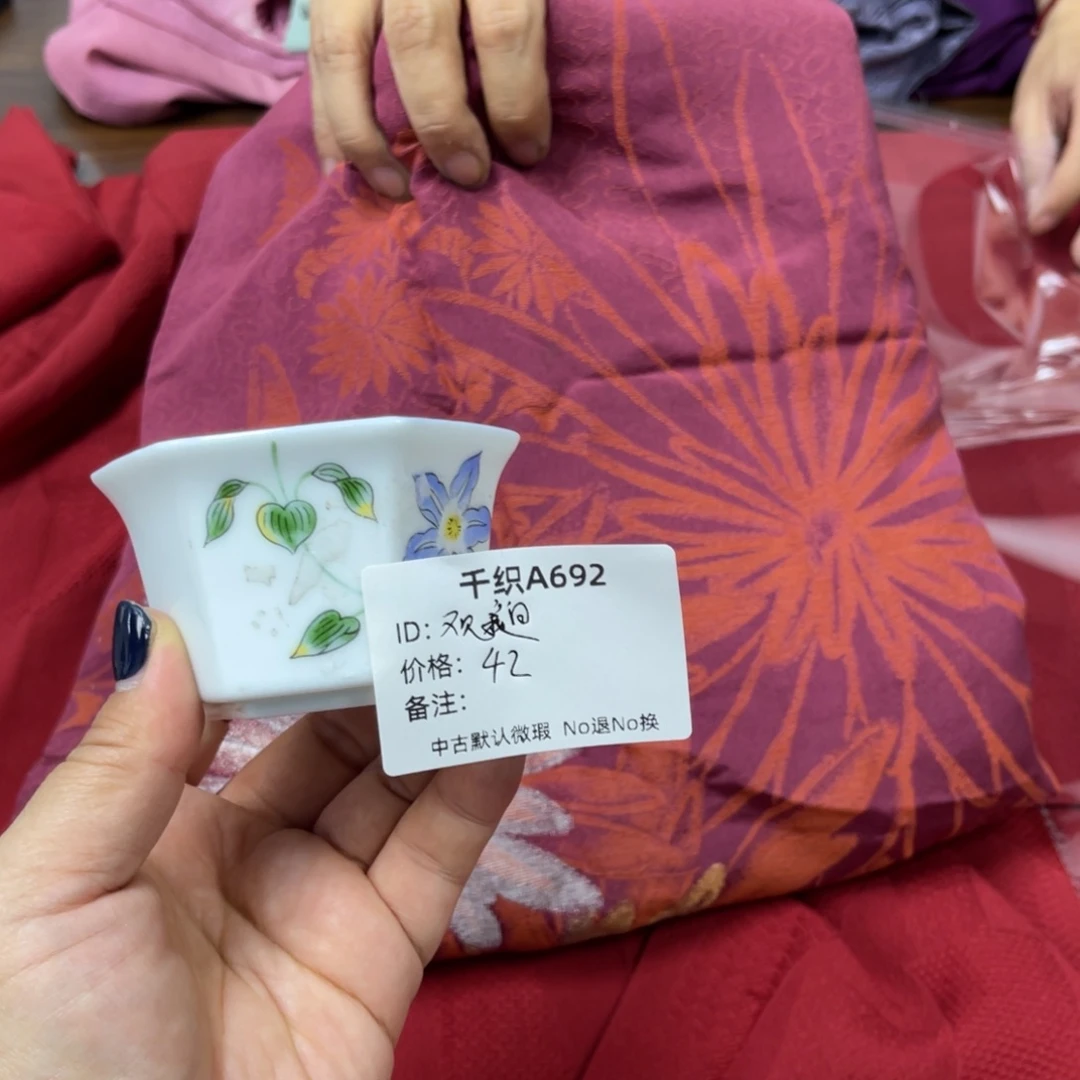 千织A692
ID:
价格: 42
备注:
中古默认微瑕 No退No换